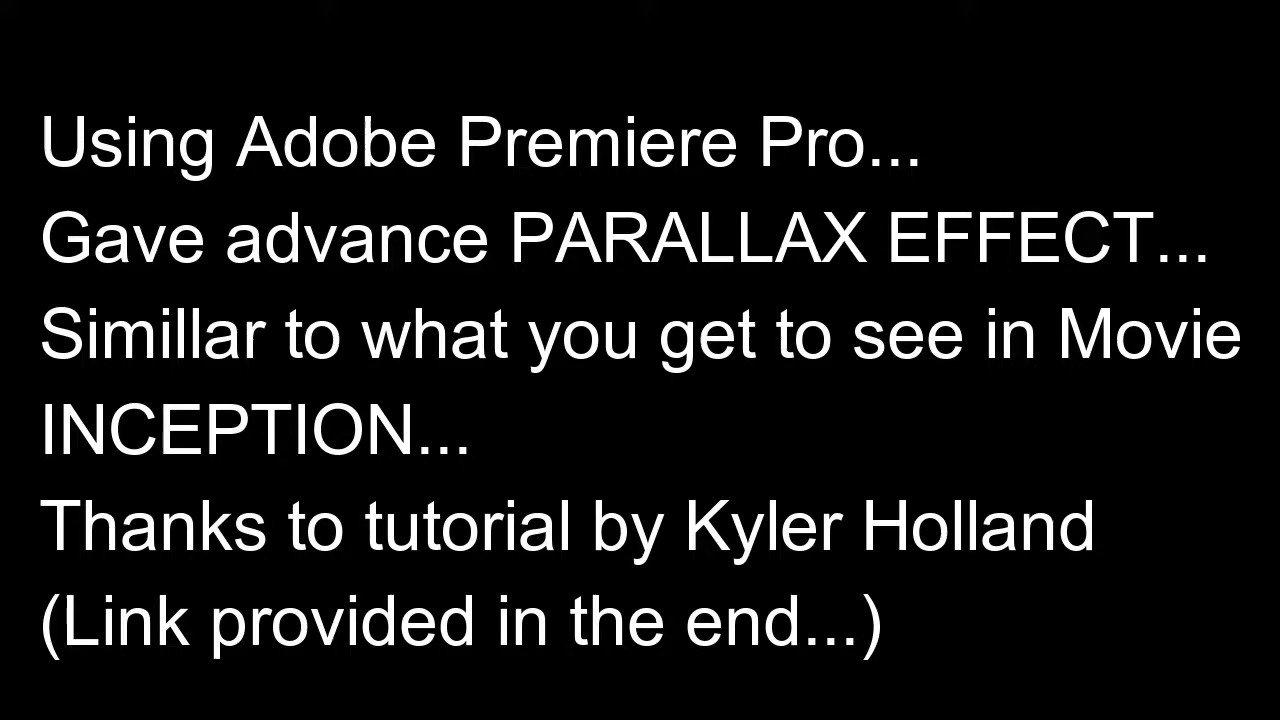 Using Adobe Premiere Pro...
Gave advance PARALLAX EFFECT...
Simillar to what you get to see in Movie
INCEPTION...
Thanks to tutorial by Kyler Holland
(Link provided in the end...)